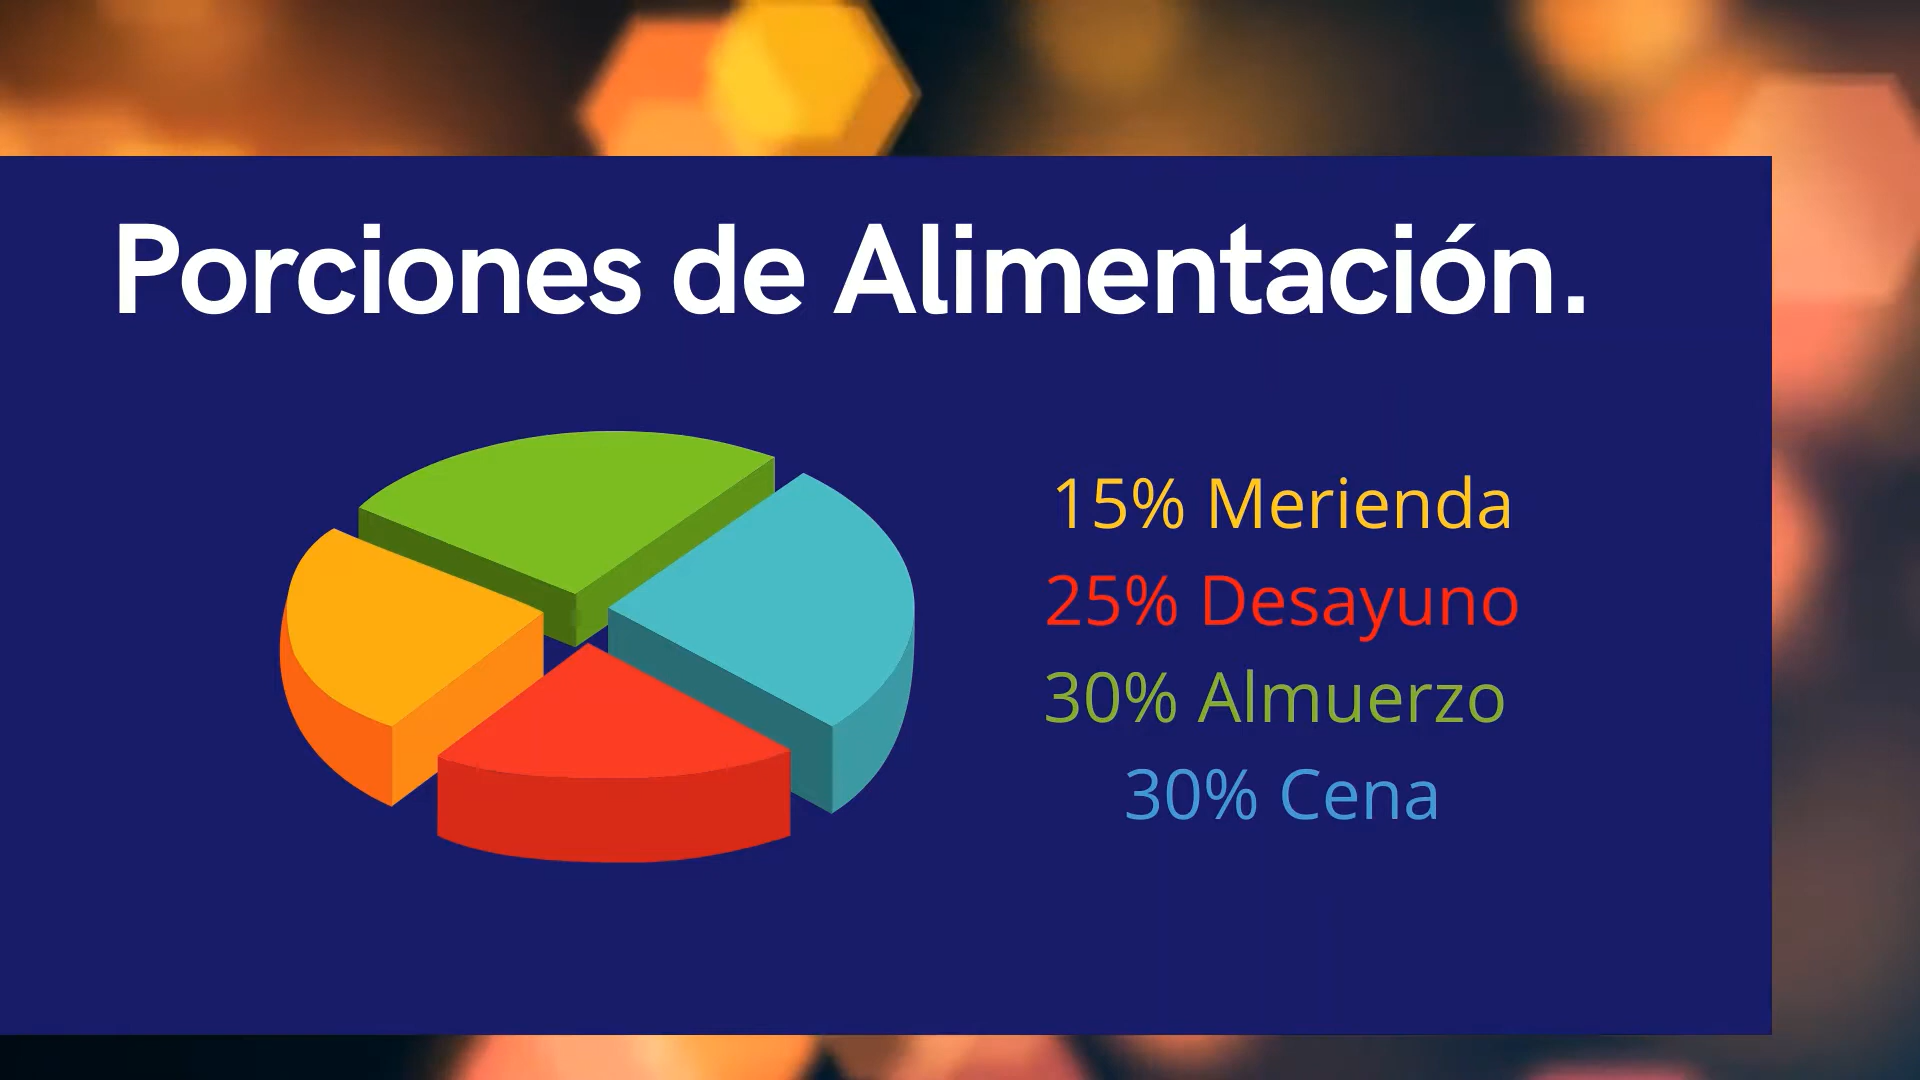 Porciones de Alimentación.
15% Merienda
25% Desayuno
30% Almuerzo
30% Cena